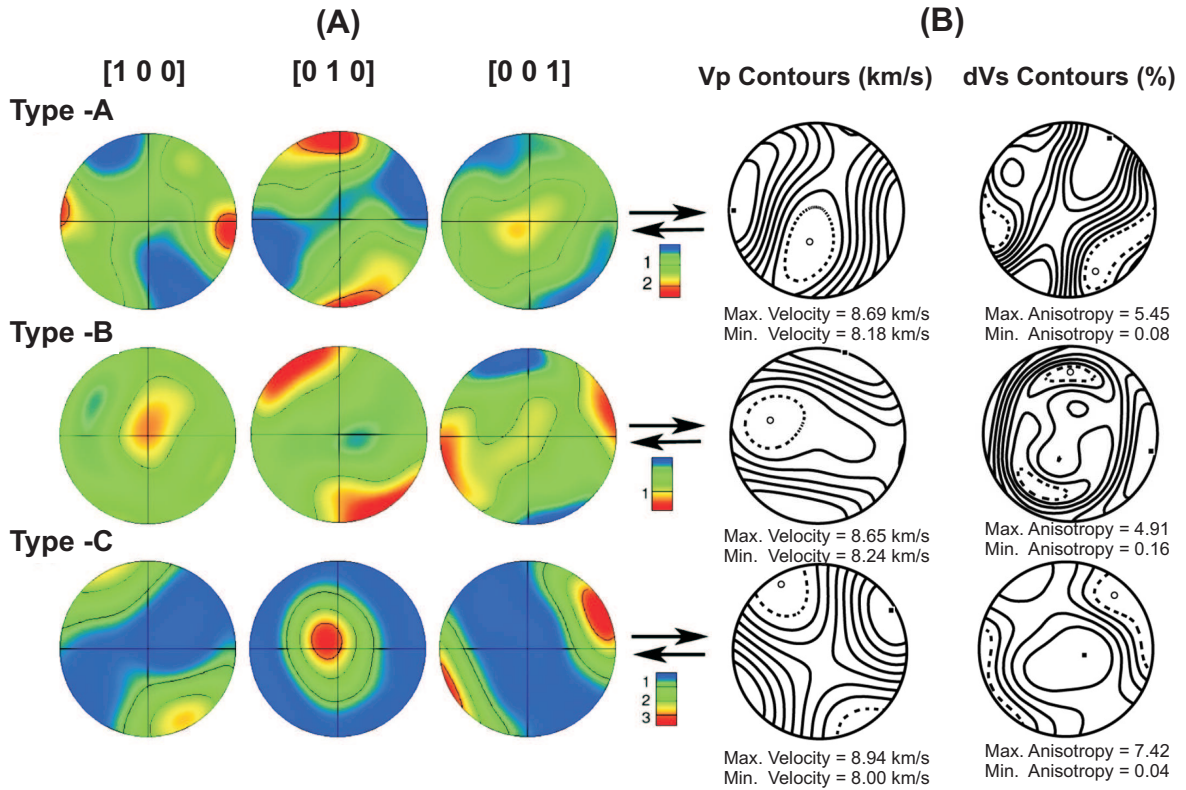 (A)
(B)
[1 0 0]
[0 1 0]
[0 0 1]
Vp Contours (km/s)
dVs Contours (%)
Type -A
1
2
Max. Velocity = 8.69 km/s
Min. Velocity = 8.18 km/s
Max. Anisotropy = 5.45
Min. Anisotropy = 0.08
Type -B
1
Max. Velocity = 8.65 km/s
Min. Velocity = 8.24 km/s
Max. Anisotropy = 4.91
Min. Anisotropy = 0.16
Type -C
1
2
3
Max. Velocity = 8.94 km/s
Min. Velocity = 8.00 km/s
Max. Anisotropy = 7.42
Min. Anisotropy = 0.04